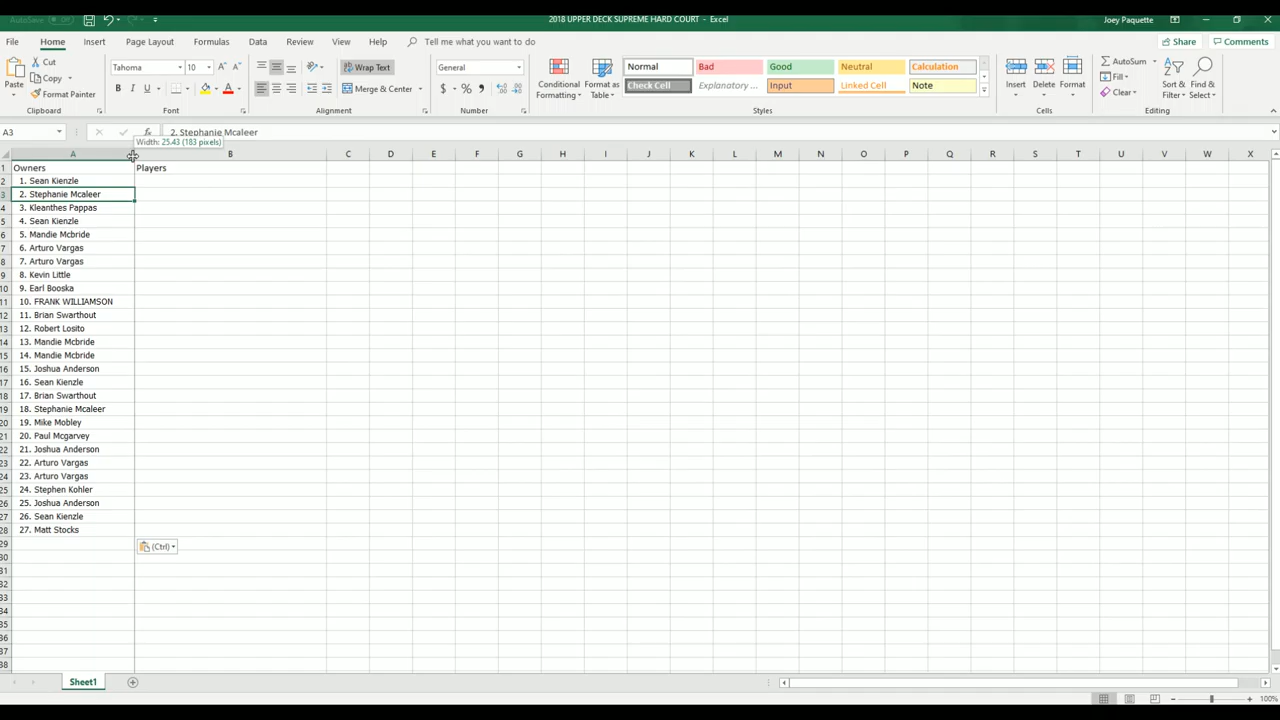 AutoSave
2018 UPPER DECK SUPREME HARD COURT - Excel
Joey Paquette
File Home Insert Page Layout Formulas Data Review View Help Tell me what you want to do
Share Comments
Paste
Cut
Copy
Format Painter
Clipboard
Tahoma 10
B I U
Font
Wrap Text
Merge & Center
Alignment
General
$ % ,
Number
Conditional Formatting
Format as Table
Normal Bad Good Neutral Calculation
Check Cell Explanatory ... Input Linked Cell Note
Styles
Insert Delete Format
Cells
AutoSum
Fill
Clear
Sort & Filter
Find & Select
Editing
A3
fx
2. Stephanie Mcaleer
Width: 25.43 (183 pixels)
A B C D E F G H I J K L M N O P Q R S T U V W X
1 Owners Players
2 1. Sean Kienzle
3 2. Stephanie Mcaleer
4 3. Kleanthes Pappas
5 4. Sean Kienzle
6 5. Mandie Mcbride
7 6. Arturo Vargas
8 7. Arturo Vargas
9 8. Kevin Little
10 9. Earl Booska
11 10. FRANK WILLIAMSON
12 11. Brian Swarthout
13 12. Robert Losito
14 13. Mandie Mcbride
15 14. Mandie Mcbride
16 15. Joshua Anderson
17 16. Sean Kienzle
18 17. Brian Swarthout
19 18. Stephanie Mcaleer
20 19. Mike Mobley
21 20. Paul Mcgarvey
22 21. Joshua Anderson
23 22. Arturo Vargas
24 23. Arturo Vargas
25 24. Stephen Kohler
26 25. Joshua Anderson
27 26. Sean Kienzle
28 27. Matt Stocks
29 (Ctrl)
30
31
32
33
34
35
36
37
38
Sheet1
100%